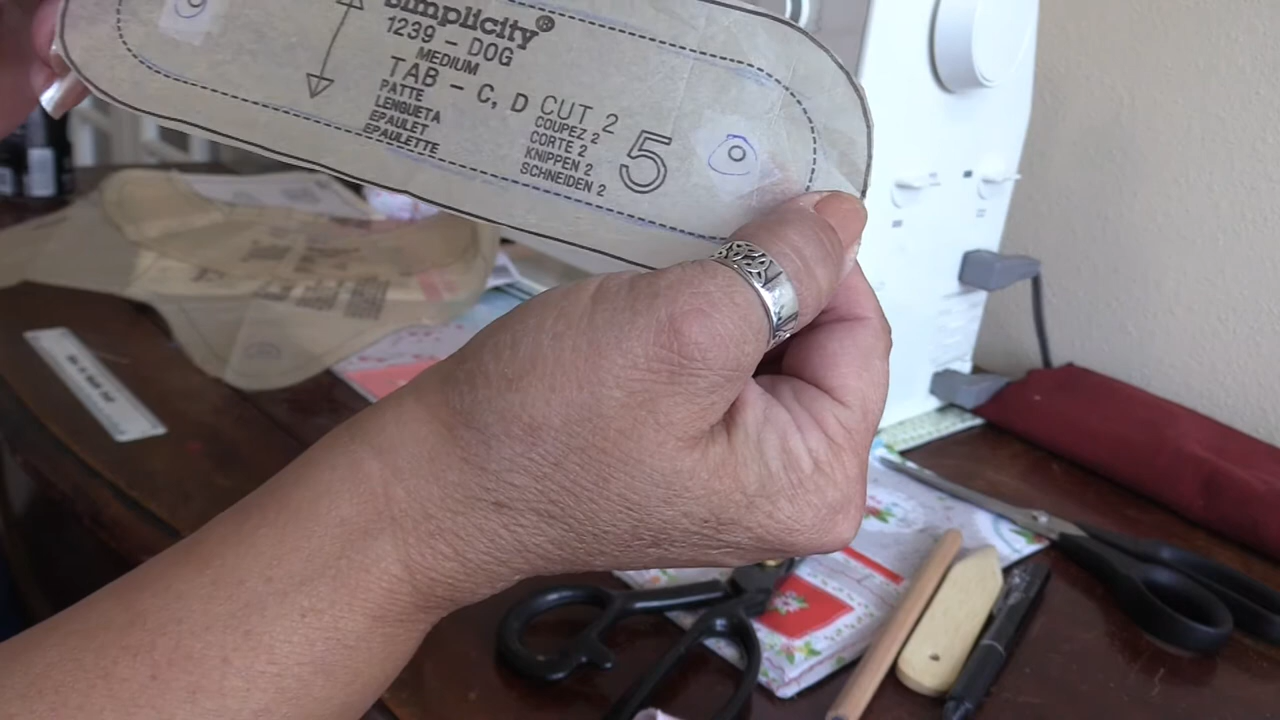 simplicity®
1239 - DOG
MEDIUM
TAB - C, D
PATTE
LENGUETA
EPAULET
EPAULETTE
CUT 2
COUPEZ 2
CORTE 2
KNIPPEN 2
SCHNEIDEN 2
5